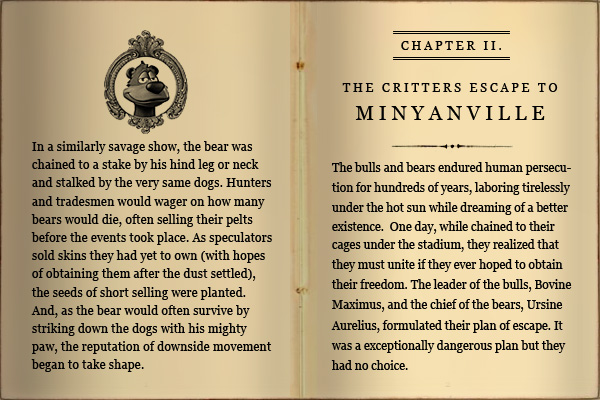 In a similarly savage show, the bear was
chained to a stake by his hind leg or neck
and stalked by the very same dogs. Hunters
and tradesmen would wager on how many
bears would die, often selling their pelts
before the events took place. As speculators
sold skins they had yet to own (with hopes
of obtaining them after the dust settled),
the seeds of short selling were planted.
And, as the bear would often survive by
striking down the dogs with his mighty
paw, the reputation of downside movement
began to take shape.
CHAPTER II.
THE CRITTERS ESCAPE TO
MINYANVILLE
The bulls and bears endured human persecu-
tion for hundreds of years, laboring tirelessly
under the hot sun while dreaming of a better
existence.  One day, while chained to their
cages under the stadium, they realized that
they must unite if they ever hoped to obtain
their freedom. The leader of the bulls, Bovine
Maximus, and the chief of the bears, Ursine
Aurelius, formulated their plan of escape. It
was a exceptionally dangerous plan but they
had no choice.